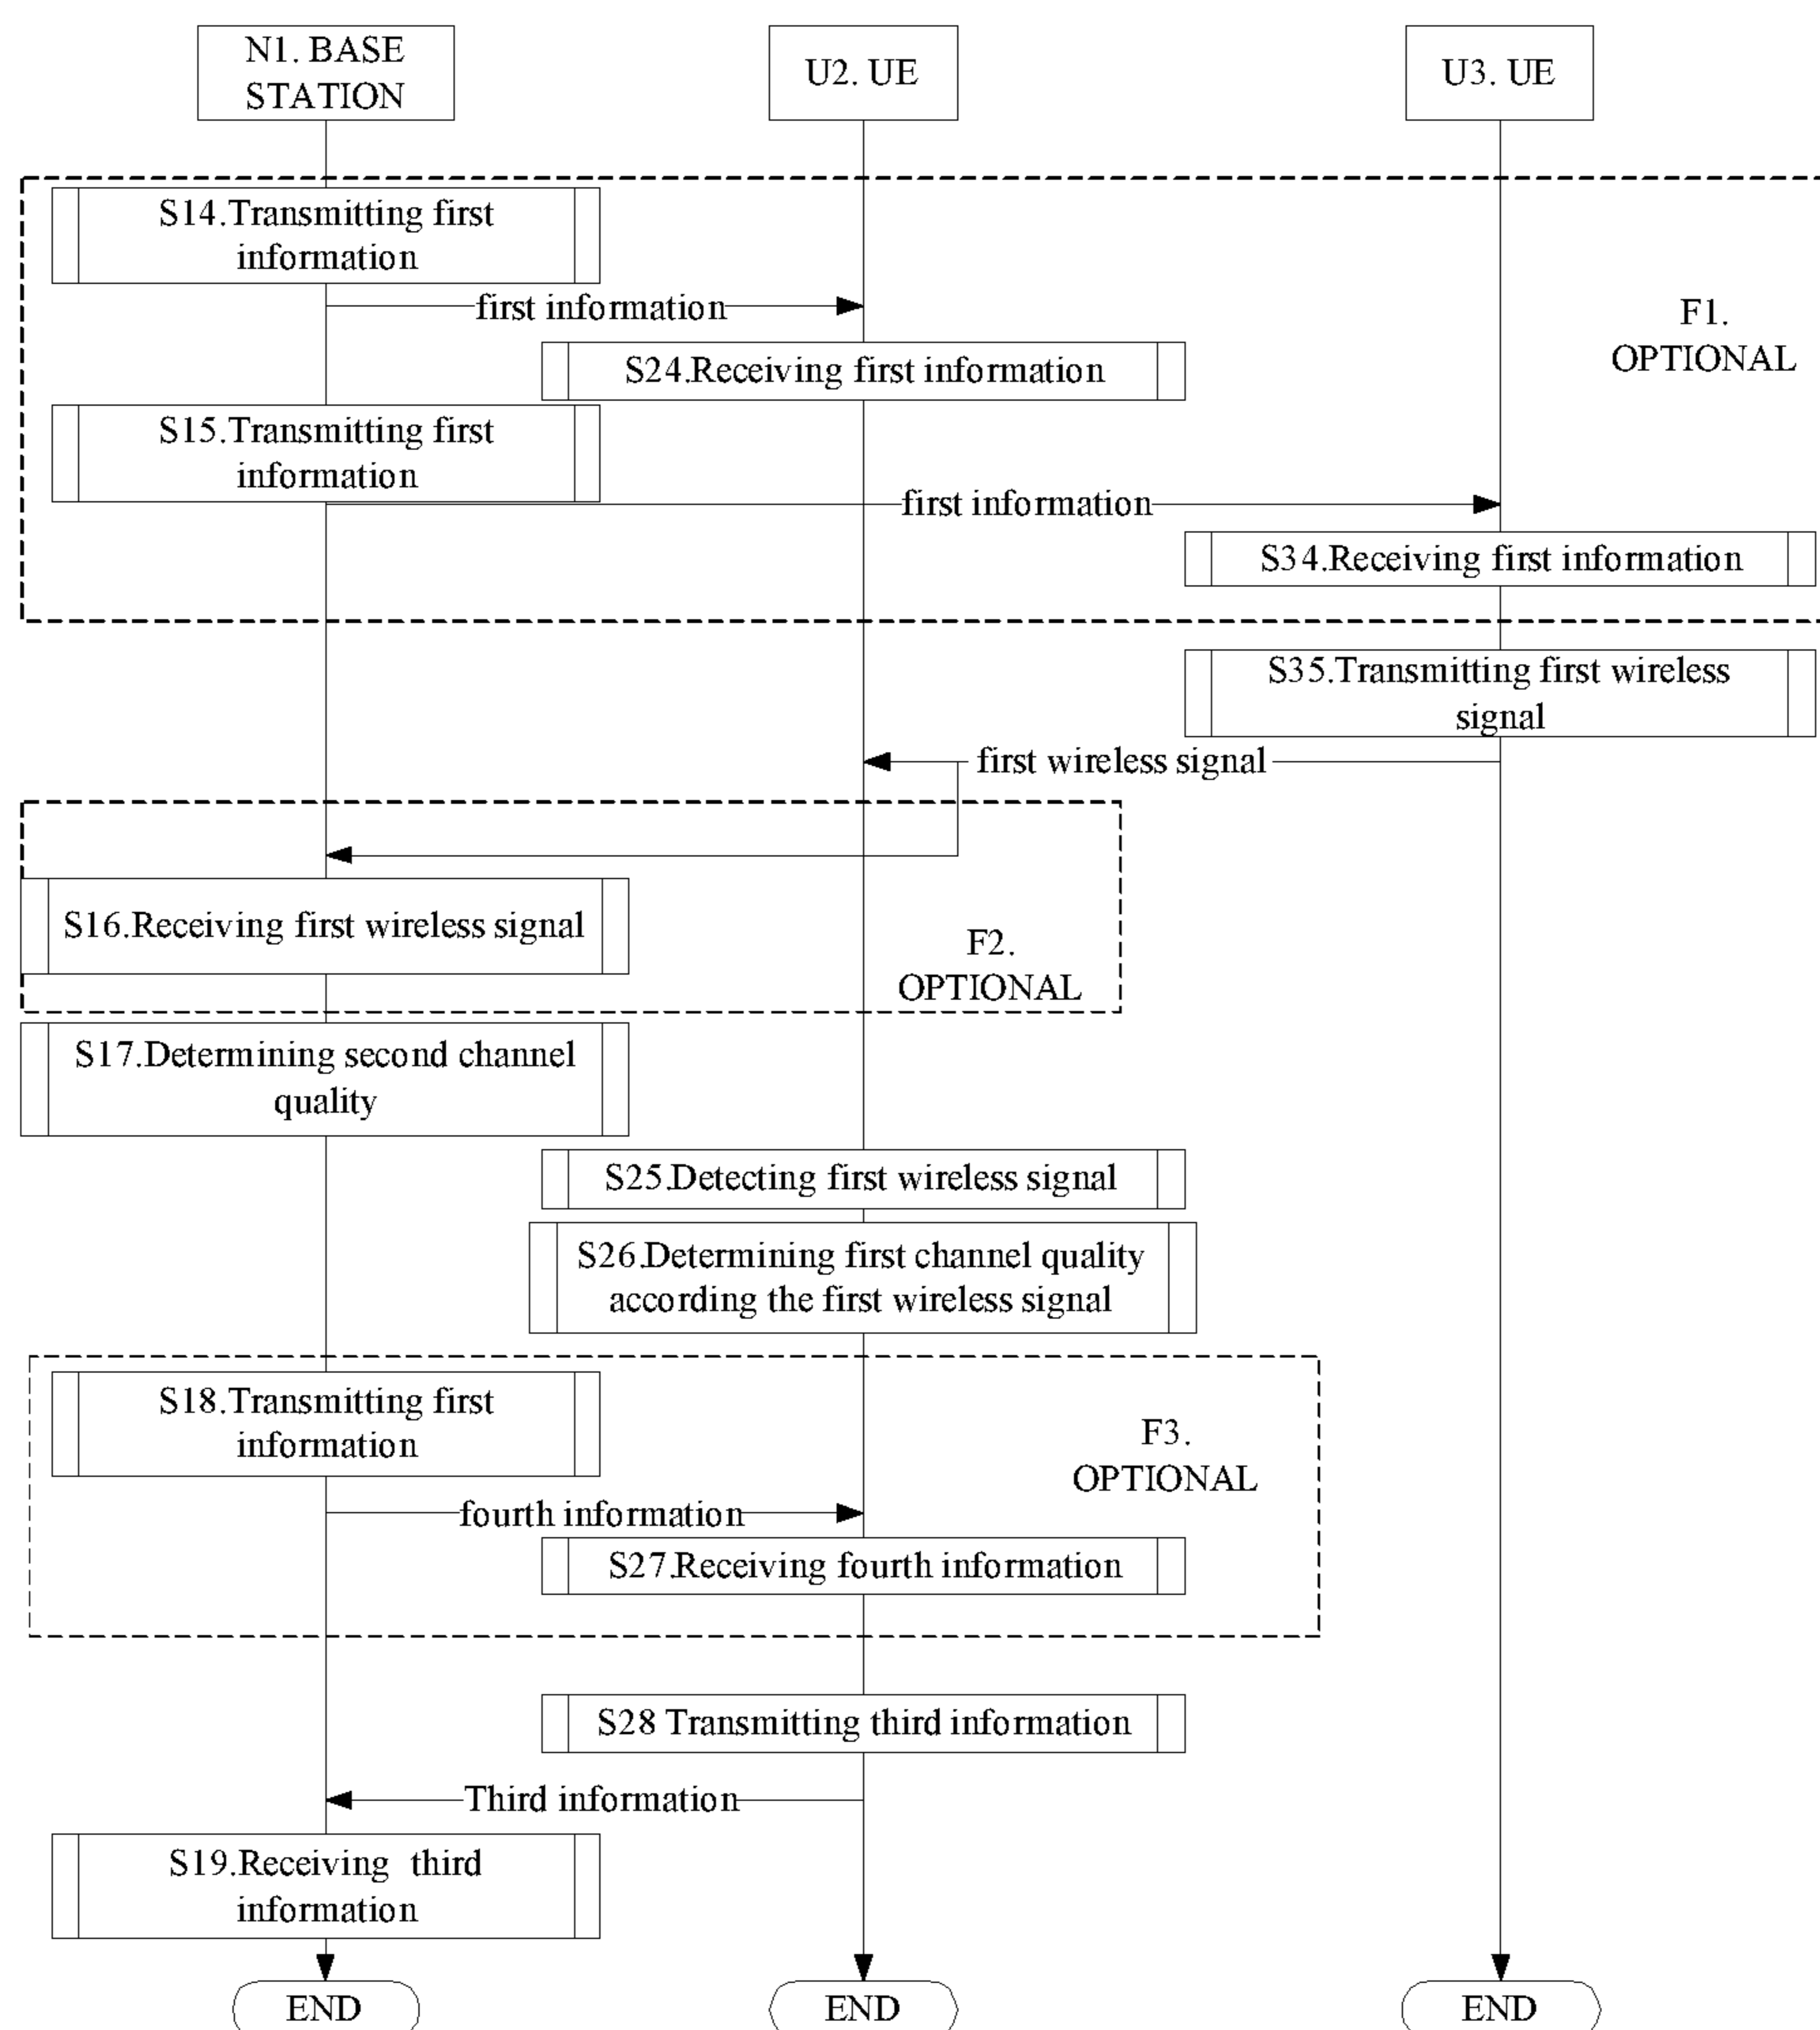 N1. BASE
STATION
U2. UE
U3. UE
S14.Transmitting first
information
first information
F1.
OPTIONAL
S24.Receiving first information
S15.Transmitting first
information
first information
S34.Receiving first information
S35.Transmitting first wireless
signal
first wireless signal
S16.Receiving first wireless signal
F2.
OPTIONAL
S17.Determining second channel
quality
S25.Detecting first wireless signal
S26.Determining first channel quality
according the first wireless signal
S18.Transmitting first
information
F3.
OPTIONAL
fourth information
S27.Receiving fourth information
S28 Transmitting third information
Third information
S19.Receiving third
information
END
END
END